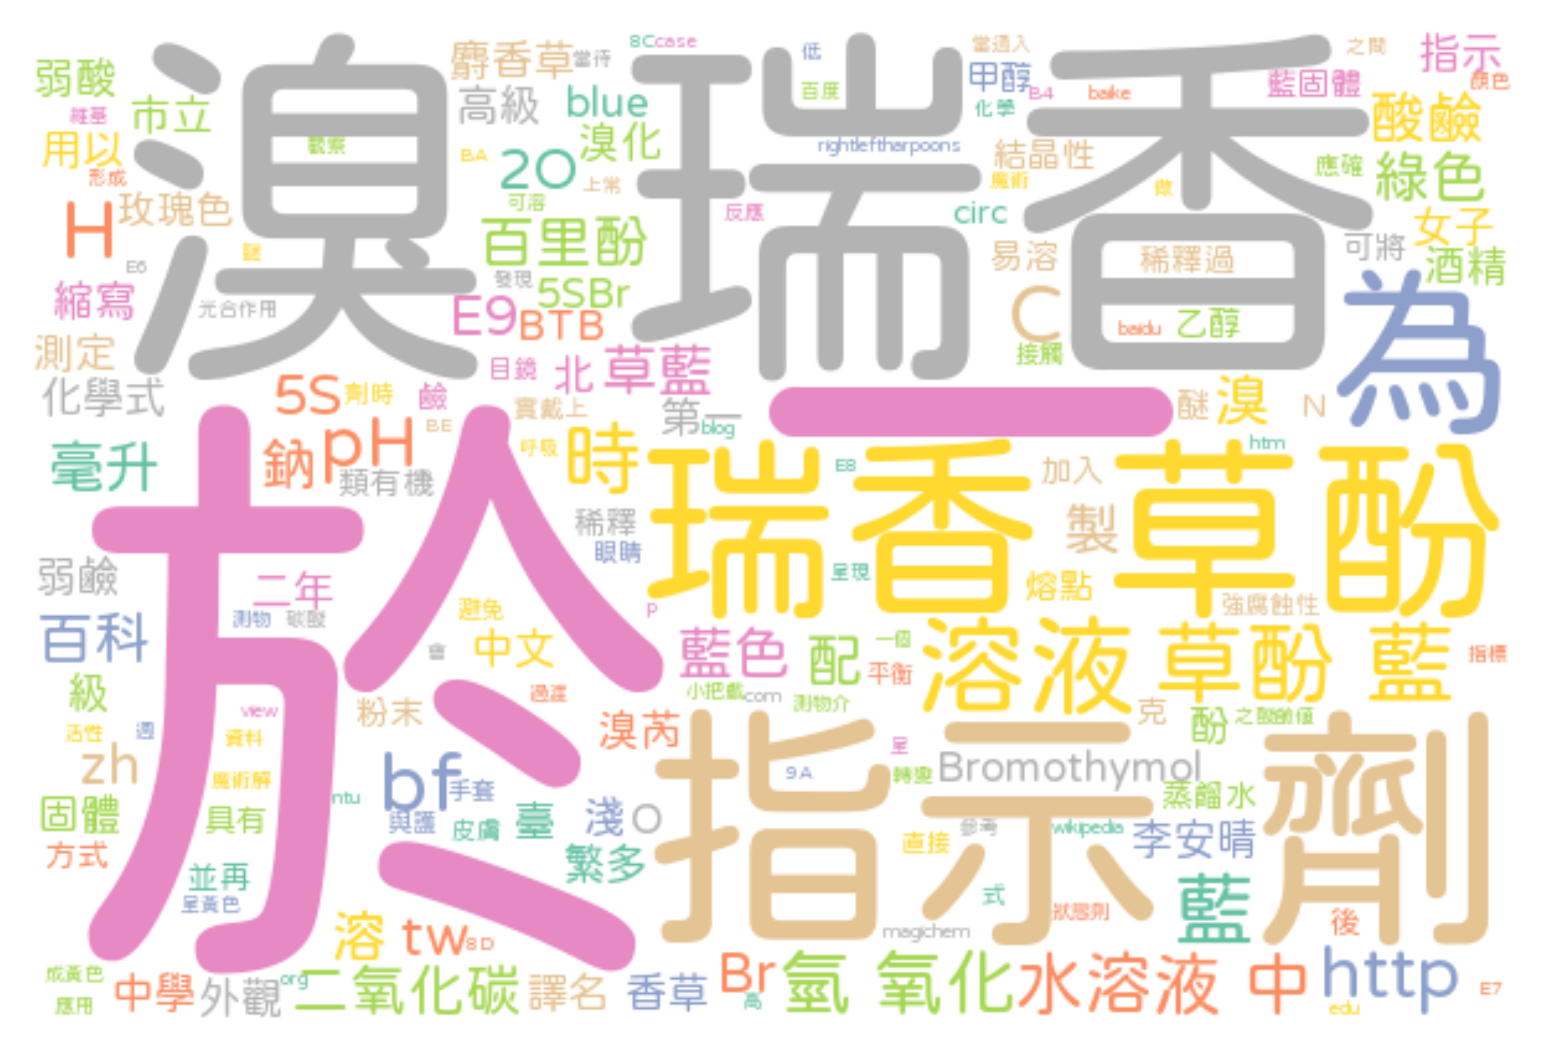 溴 瑞香
於
一
為
瑞香草酚
指示劑
溶液
草酚 藍
弱酸
維基
市立
用以
形成
玫瑰色
H
E6
謎
觀察
縮寫
光合作用
測定
化學式
毫升
麝香草
當待
8Ccase
高級
blue
BA
2O
溴化
上常
可溶
百里酚
發現
5SBr
E9
BTB
目鏡
北
草藍
反應
低
百度
rightleftharpoons
當通入
甲醇
化學
B4
baike
之間
指示
顏色
藍固體
酸鹼
結晶性
魔術
做
應確
綠色
circ
易溶
稀釋過
可將
女子
酒精
C
接觸
baidu
乙醇
5S
劑時
鹼
BE
實戴上
第一
blog
醚
溴
N
鈉
pH
類有機
呼吸
時
E8
加入
htm
稀釋
眼睛
製
呈現
熔點
強腐蝕性
弱鹼
二年
測物
碳酸
避免
P
百科
會
中文
藍色
配
一個
平衡
指標
級
過渡
小把戲
com
測物介
克
酚
之酸鹼值
活性
週
view
資料
粉末
溴芮
呈
zh
魔術解
bf
手套
9A
轉變
Bromothymol
蒸餾水
固體
具有
ntu
與護
皮膚
臺
淺
O
直接
參考
wikipedia
李安晴
方式
並再
繁多
式
藍
呈黃色
狀態則
後
溶
tw
8D
magichem
成黃色
應用
中學
外觀
org
二氧化碳
譯名
香草
Br
高
氫 氧化
水溶液 中
http
edu
E7